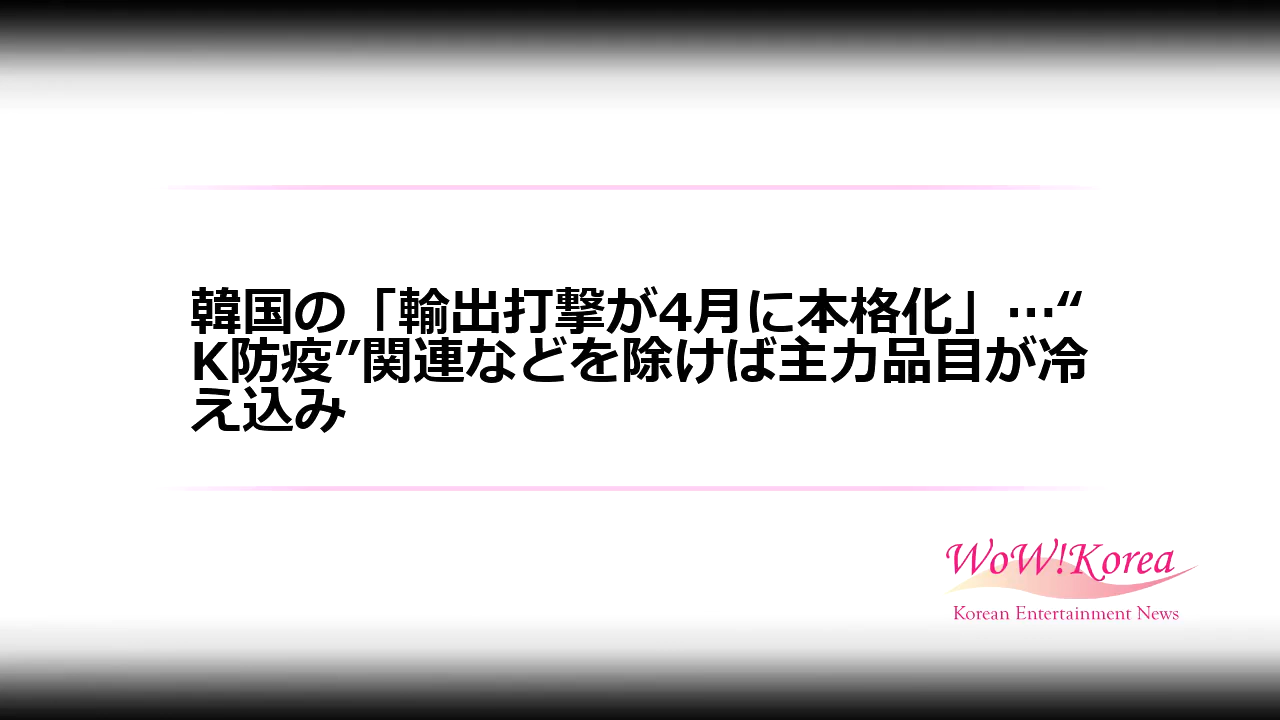 韓国の「輸出打撃が4月に本格化」…“
K防疫”関連などを除けば主力品目が冷
え込み
WoW!Korea
Korean Entertainment News